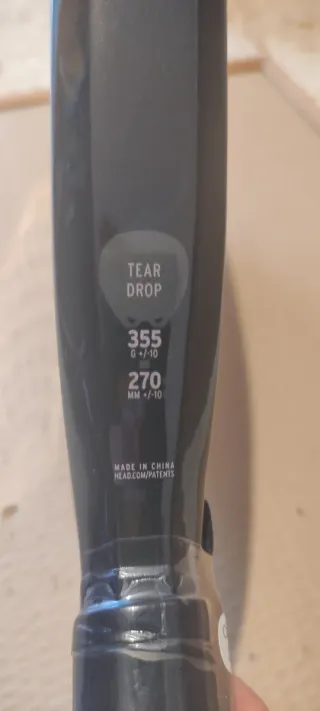 TEAR
DROP
355
G +/-10
270
MM +/-10
MADE IN CHINA
HEAD.COM/PATENTS